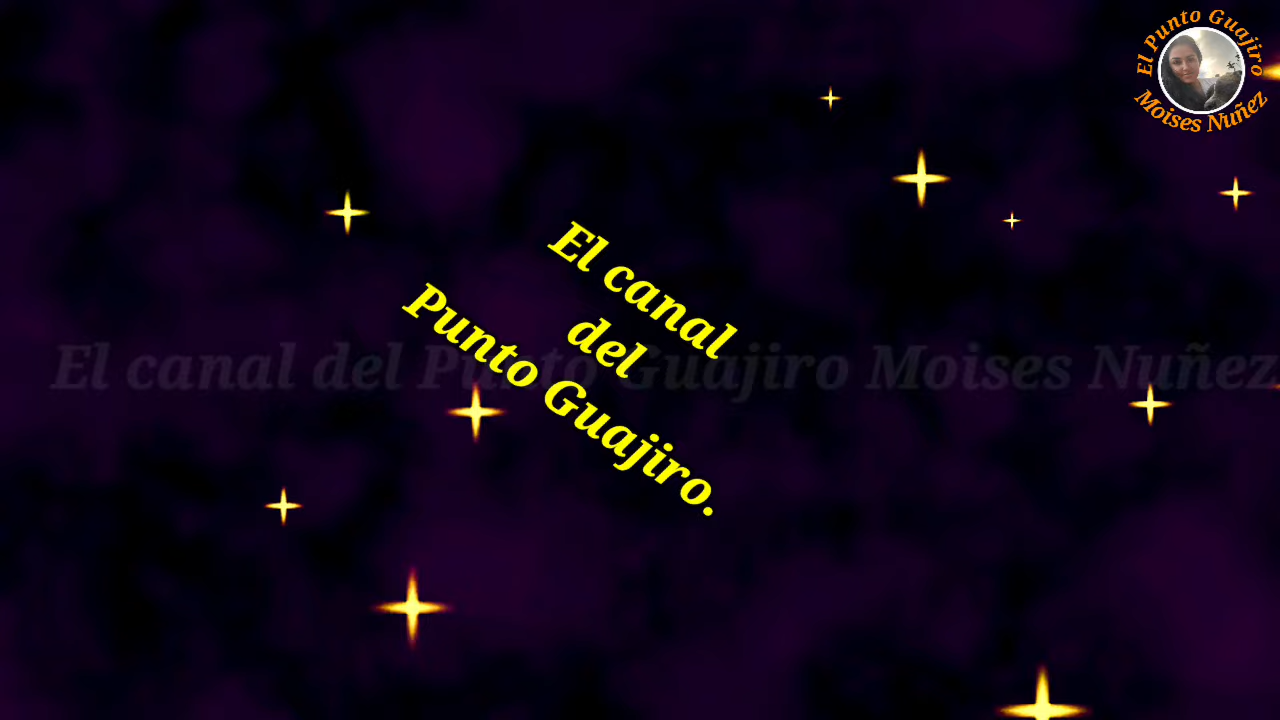 El Punto Guajiro
Moises Nuñez
El canal
del
Punto Guajiro.
El canal del Punto Guajiro Moises Nuñez